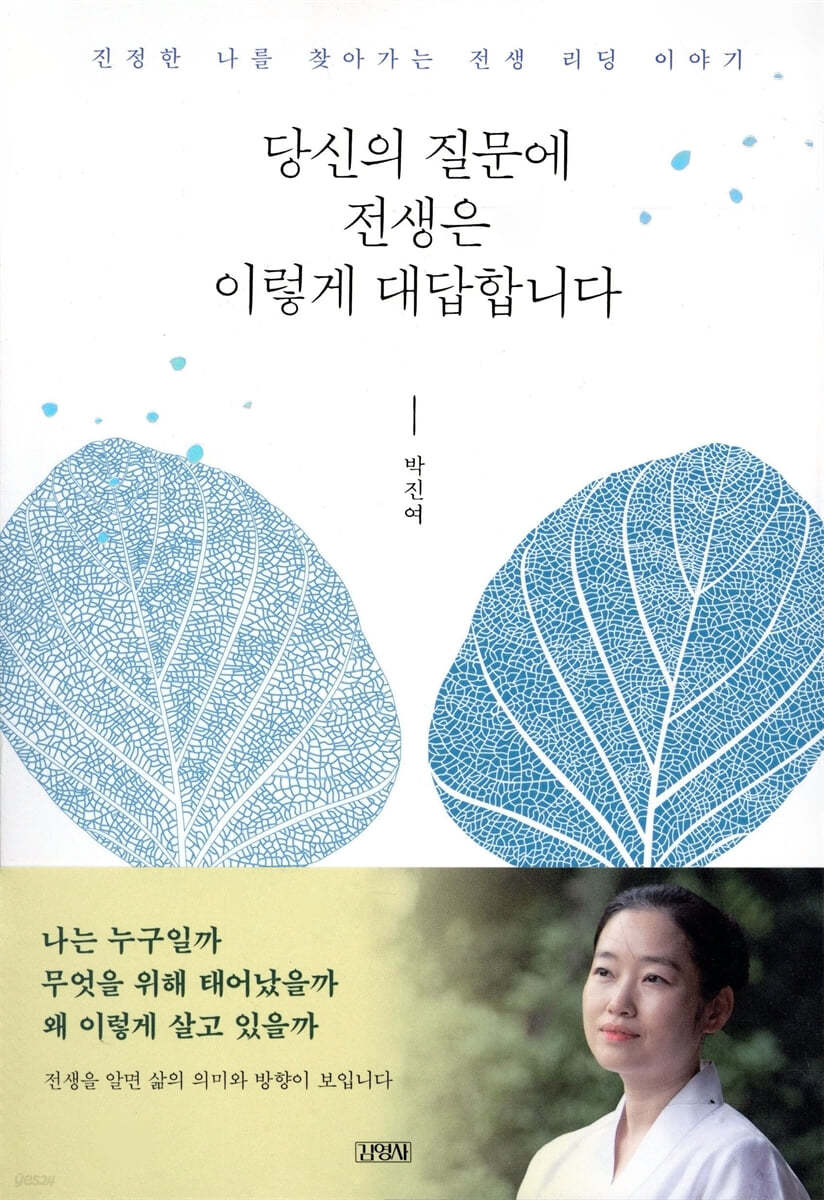 진정한 나를 찾아가는 전생 리딩 이야기
당신의 질문에
전생은
이렇게 대답합니다
박진여
나는 누구일까
무엇을 위해 태어났을까
왜 이렇게 살고 있을까
전생을 알면 삶의 의미와 방향이 보입니다
김영사
yes24